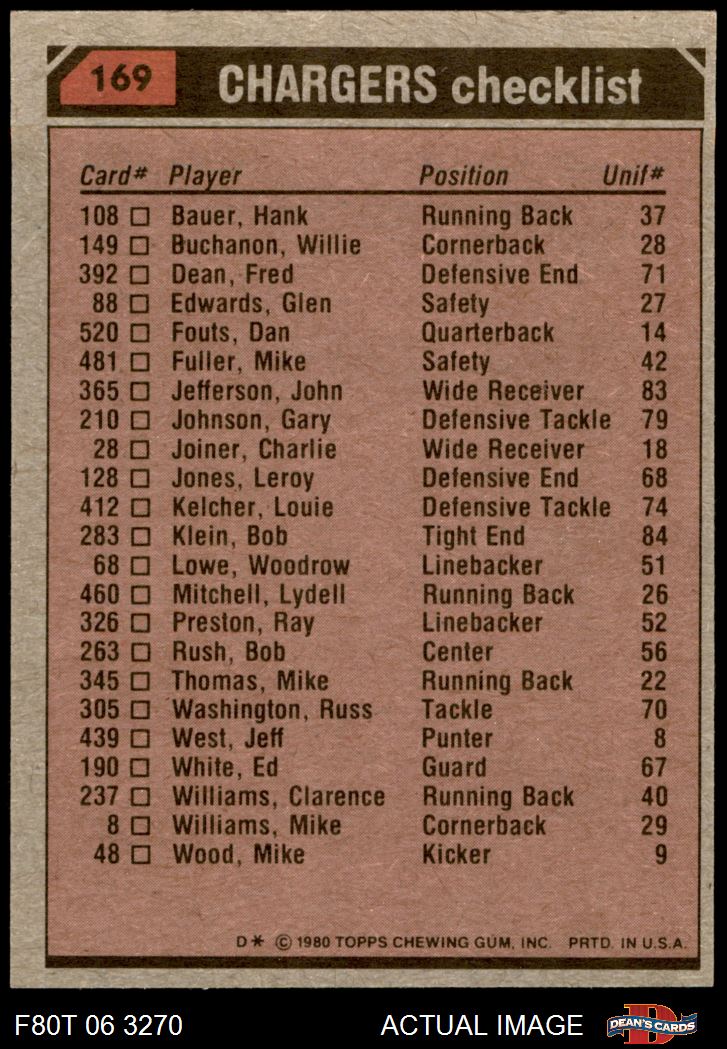 169 CHARGERS checklist
Card# Player Position Unif#
108 □ Bauer, Hank Running Back 37
149 □ Buchanon, Willie Cornerback 28
392 □ Dean, Fred Defensive End 71
88 □ Edwards, Glen Safety 27
520 □ Fouts, Dan Quarterback 14
481 □ Fuller, Mike Safety 42
365 □ Jefferson, John Wide Receiver 83
210 □ Johnson, Gary Defensive Tackle 79
28 □ Joiner, Charlie Wide Receiver 18
128 □ Jones, Leroy Defensive End 68
412 □ Kelcher, Louie Defensive Tackle 74
283 □ Klein, Bob Tight End 84
68 □ Lowe, Woodrow Linebacker 51
460 □ Mitchell, Lydell Running Back 26
326 □ Preston, Ray Linebacker 52
263 □ Rush, Bob Center 56
345 □ Thomas, Mike Running Back 22
305 □ Washington, Russ Tackle 70
439 □ West, Jeff Punter 8
190 □ White, Ed Guard 67
237 □ Williams, Clarence Running Back 40
8 □ Williams, Mike Cornerback 29
48 □ Wood, Mike Kicker 9
D* © 1980 TOPPS CHEWING GUM, INC. PRTD. IN U.S.A.
F80T 06 3270 ACTUAL IMAGE D DEAN'S CARDS